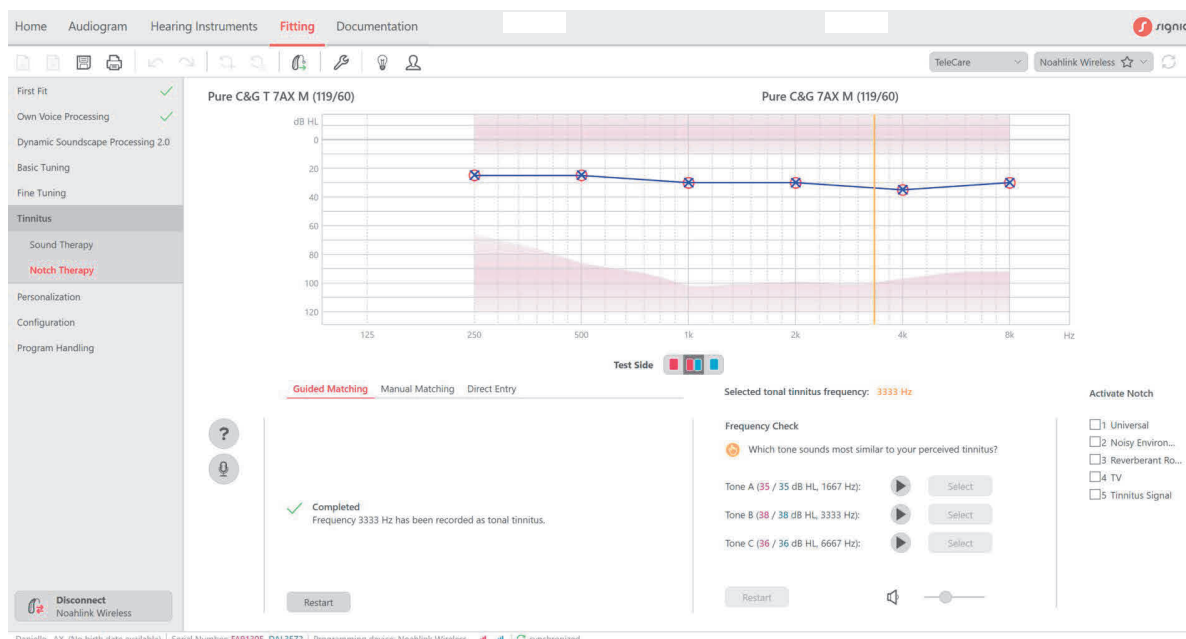 Home Audiogram Hearing Instruments Fitting Documentation
TeleCare Noahlink Wireless
First Fit
Own Voice Processing
Dynamic Soundscape Processing 2.0
Basic Tuning
Fine Tuning
Tinnitus
Sound Therapy
Notch Therapy
Personalization
Configuration
Program Handling
Disconnect
Noahlink Wireless
Pure C&G T 7AX M (119/60) Pure C&G 7AX M (119/60)
dB HL
0
20
40
60
80
100
120
125 250 500 1k 2k 4k 8k Hz
Test Side
Guided Matching Manual Matching Direct Entry
?
Completed
Frequency 3333 Hz has been recorded as tonal tinnitus.
Restart
Selected tonal tinnitus frequency: 3333 Hz
Frequency Check
Which tone sounds most similar to your perceived tinnitus?
Tone A (35 / 35 dB HL, 1667 Hz): Select
Tone B (38 / 38 dB HL, 3333 Hz): Select
Tone C (36 / 36 dB HL, 6667 Hz): Select
Restart
Activate Notch
1 Universal
2 Noisy Environ...
3 Reverberant Ro...
4 TV
5 Tinnitus Signal